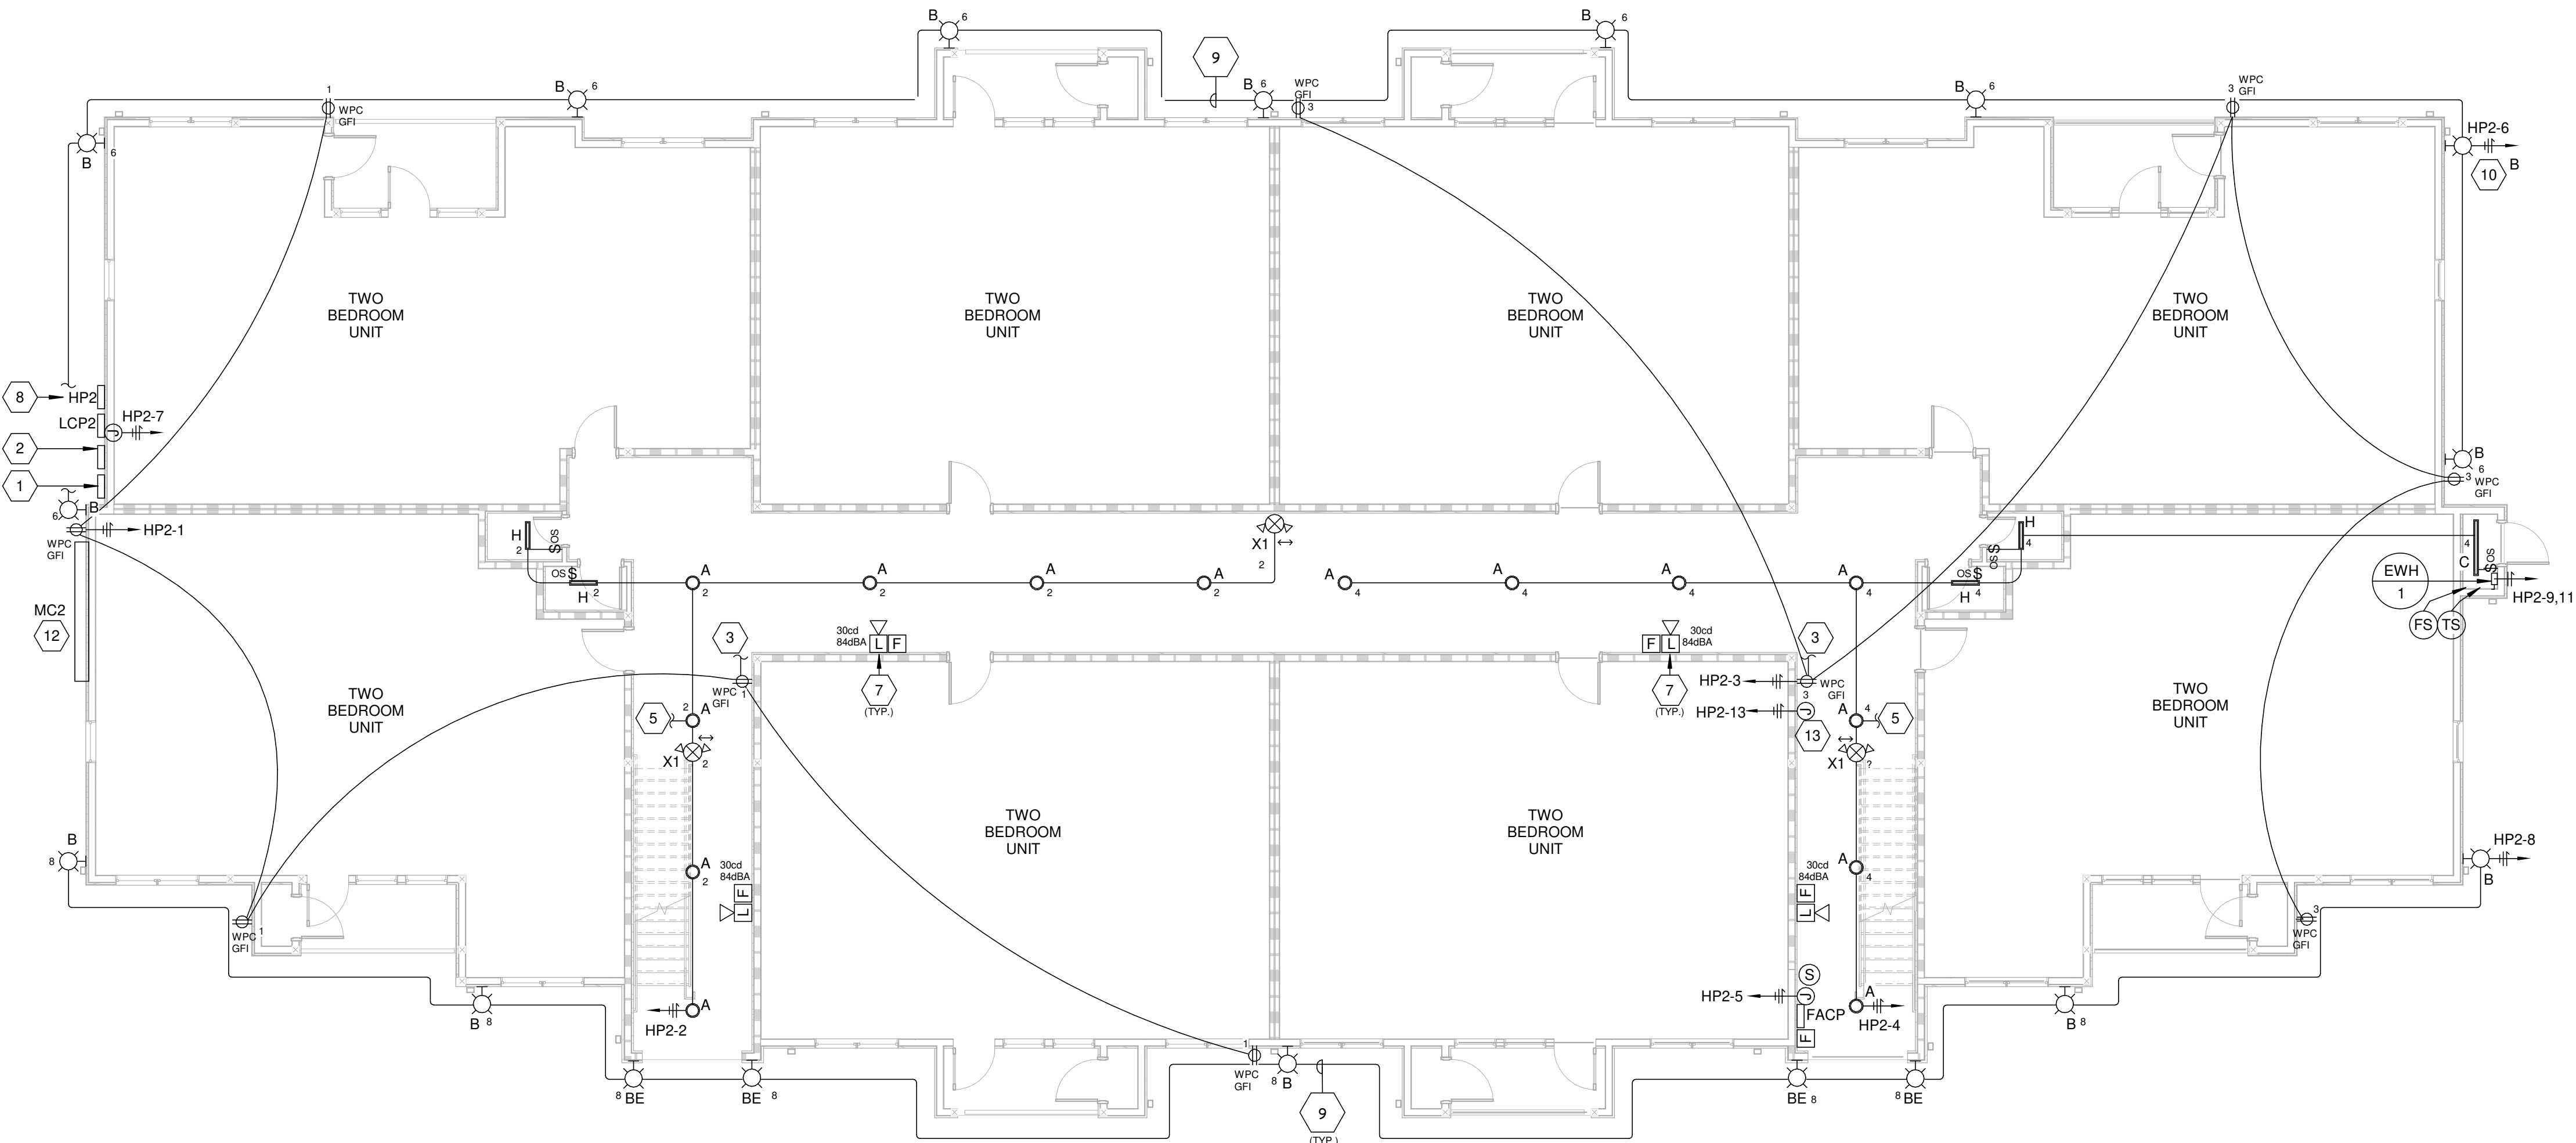 B 6
B 6
9
B 6
B 6
WPC
GFI
3
B 6
3 WPC
GFI
1
WPC
GFI
B
6
HP2-6
10
B
TWO
BEDROOM
UNIT
TWO
BEDROOM
UNIT
TWO
BEDROOM
UNIT
TWO
BEDROOM
UNIT
8
HP2
LCP2
J
HP2-7
2
1
B
6
HP2-1
WPC
GFI
B
6
3 WPC
GFI
H
2
$OS
OS $
H 2
X1
2
H
4
$OS
OS $
H 4
4
C
$OS
EWH
1
HP2-9,11
FS
TS
A
2
A
2
A
2
A
2
A
4
A
4
A
4
A
4
MC2
12
3
WPC
GFI
1
30cd
84dBA
L F
7
(TYP.)
30cd
84dBA
F L
7
(TYP.)
3
HP2-3
WPC
GFI
3
HP2-13
J
13
TWO
BEDROOM
UNIT
TWO
BEDROOM
UNIT
5
2 A
X1
2
A 4
5
X1
?
TWO
BEDROOM
UNIT
TWO
BEDROOM
UNIT
B
8
A
2
30cd
84dBA
F
L
30cd
84dBA
F
L
A
4
HP2-8
B
WPC
GFI
1
3
WPC
GFI
B 8
A
HP2-2
S
HP2-5
J
FACP
F
A
HP2-4
B 8
8 BE
BE 8
1
WPC
GFI
8 B
9
(TYP.)
BE 8
8 BE